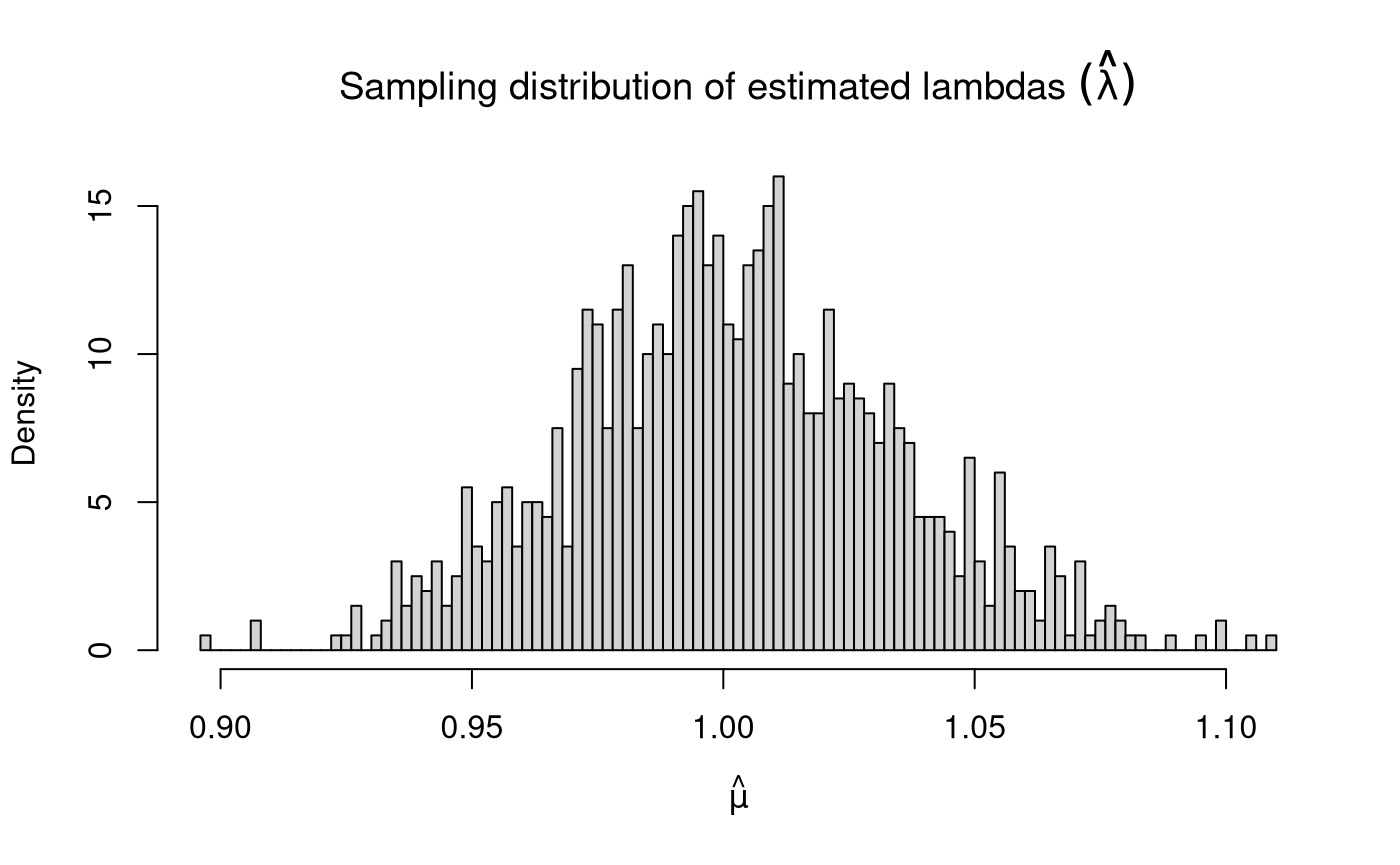 Sampling distribution of estimated lambdas (λ̂)
Density
15
10
5
0
0.90 0.95 1.00 1.05 1.10
μ̂